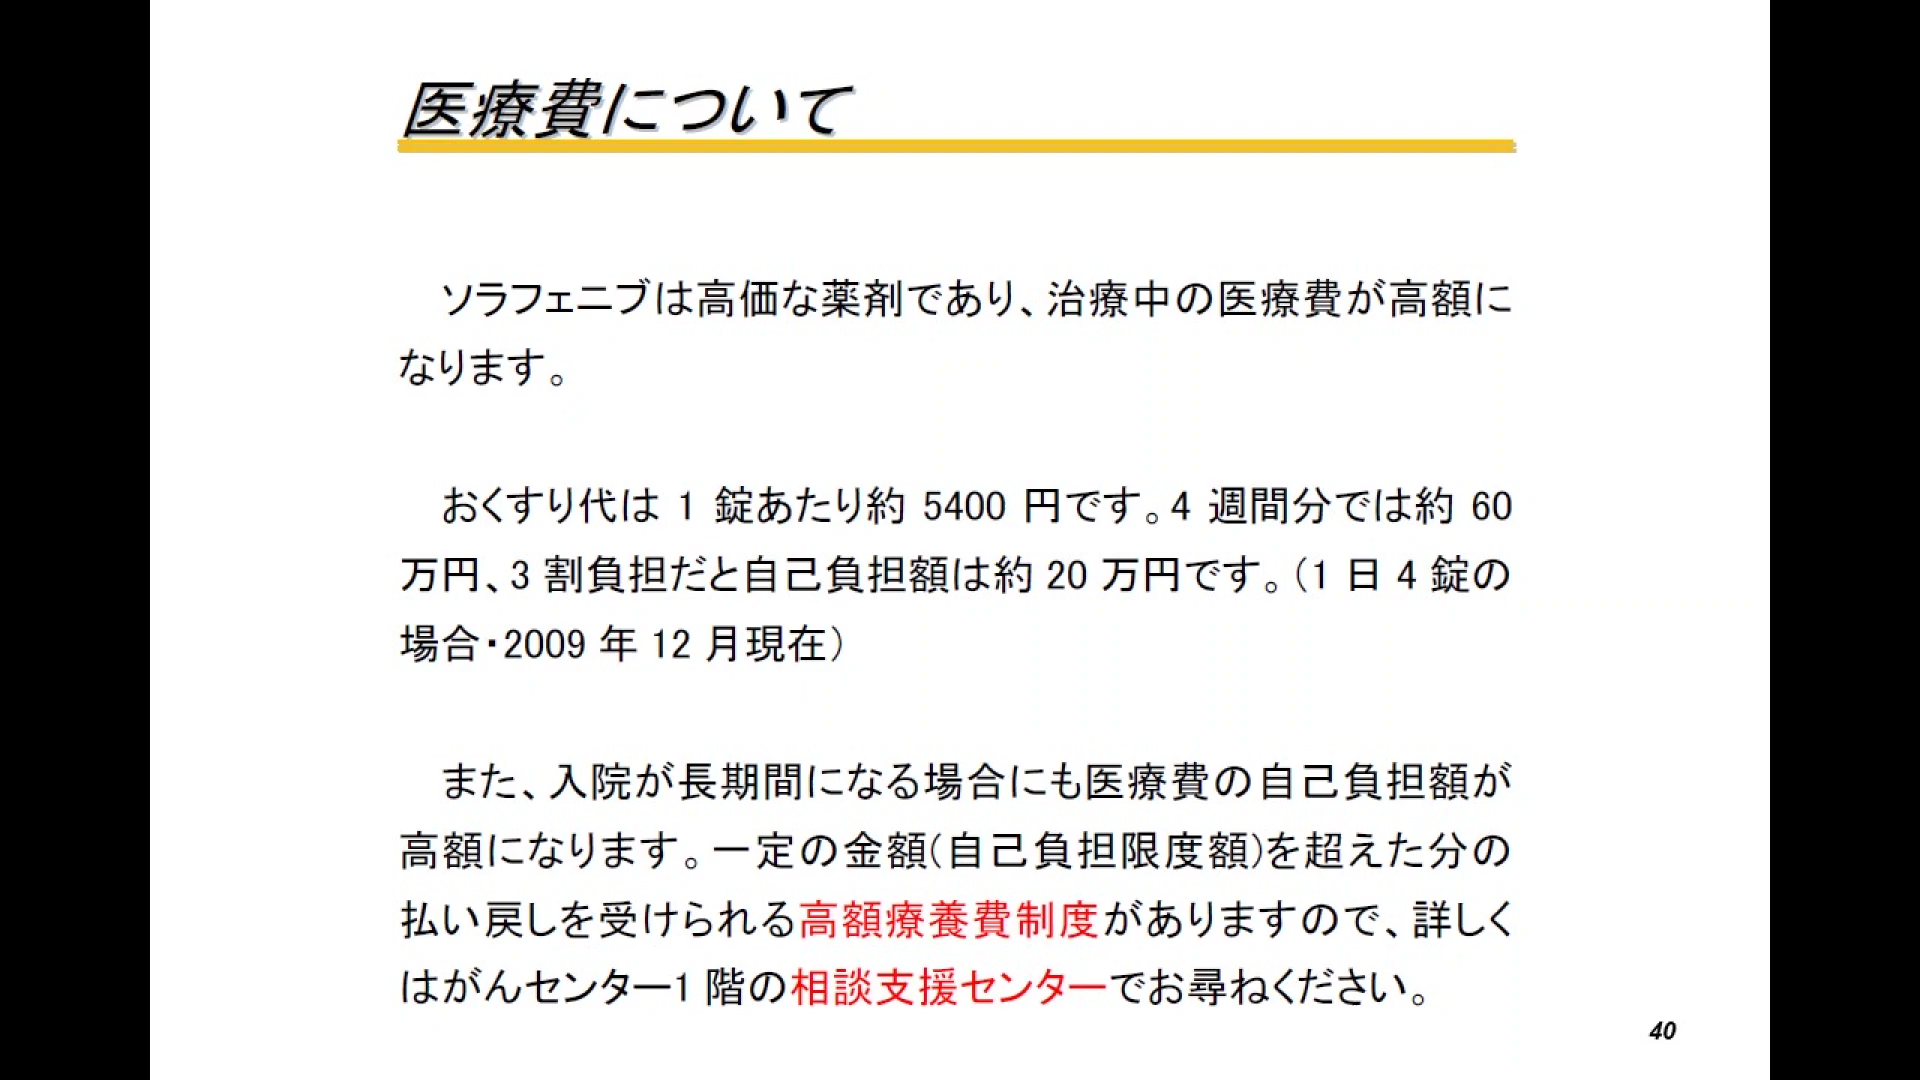 医療費について
ソラフェニブは高価な薬剤であり、治療中の医療費が高額に
なります。
おくすり代は 1 錠あたり約 5400 円です。4 週間分では約 60
万円、3 割負担だと自己負担額は約 20 万円です。(1 日 4 錠の
場合・2009 年 12 月現在)
また、入院が長期間になる場合にも医療費の自己負担額が
高額になります。一定の金額(自己負担限度額)を超えた分の
払い戻しを受けられる高額療養費制度がありますので、詳しく
はがんセンター1 階の相談支援センターでお尋ねください。
40